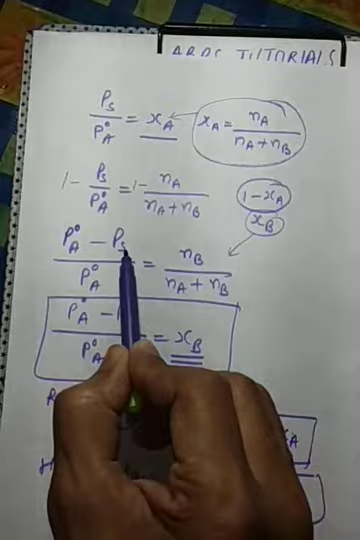 ARDC TUTORIALS
Ps/P°A = xA    xA = nA/(nA + nB)
1 - Ps/P°A = 1 - nA/(nA + nB)    1 - xA
xB
(P°A - Ps)/P°A = nB/(nA + nB)
P°A - /P°A = xB